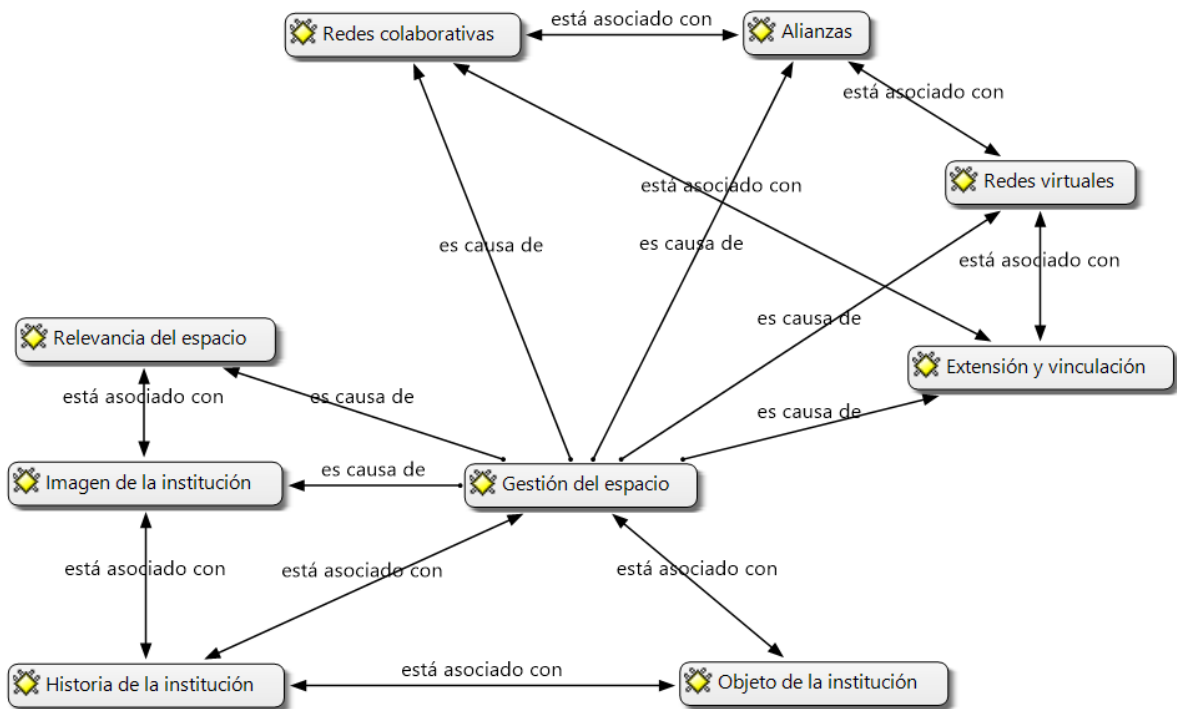 Redes colaborativas
está asociado con
Alianzas
está asociado con
Redes virtuales
está asociado con
es causa de
es causa de
está asociado con
es causa de
Relevancia del espacio
Extensión y vinculación
está asociado con
es causa de
es causa de
Imagen de la institución
es causa de
Gestión del espacio
está asociado con
está asociado con
está asociado con
Historia de la institución
está asociado con
Objeto de la institución